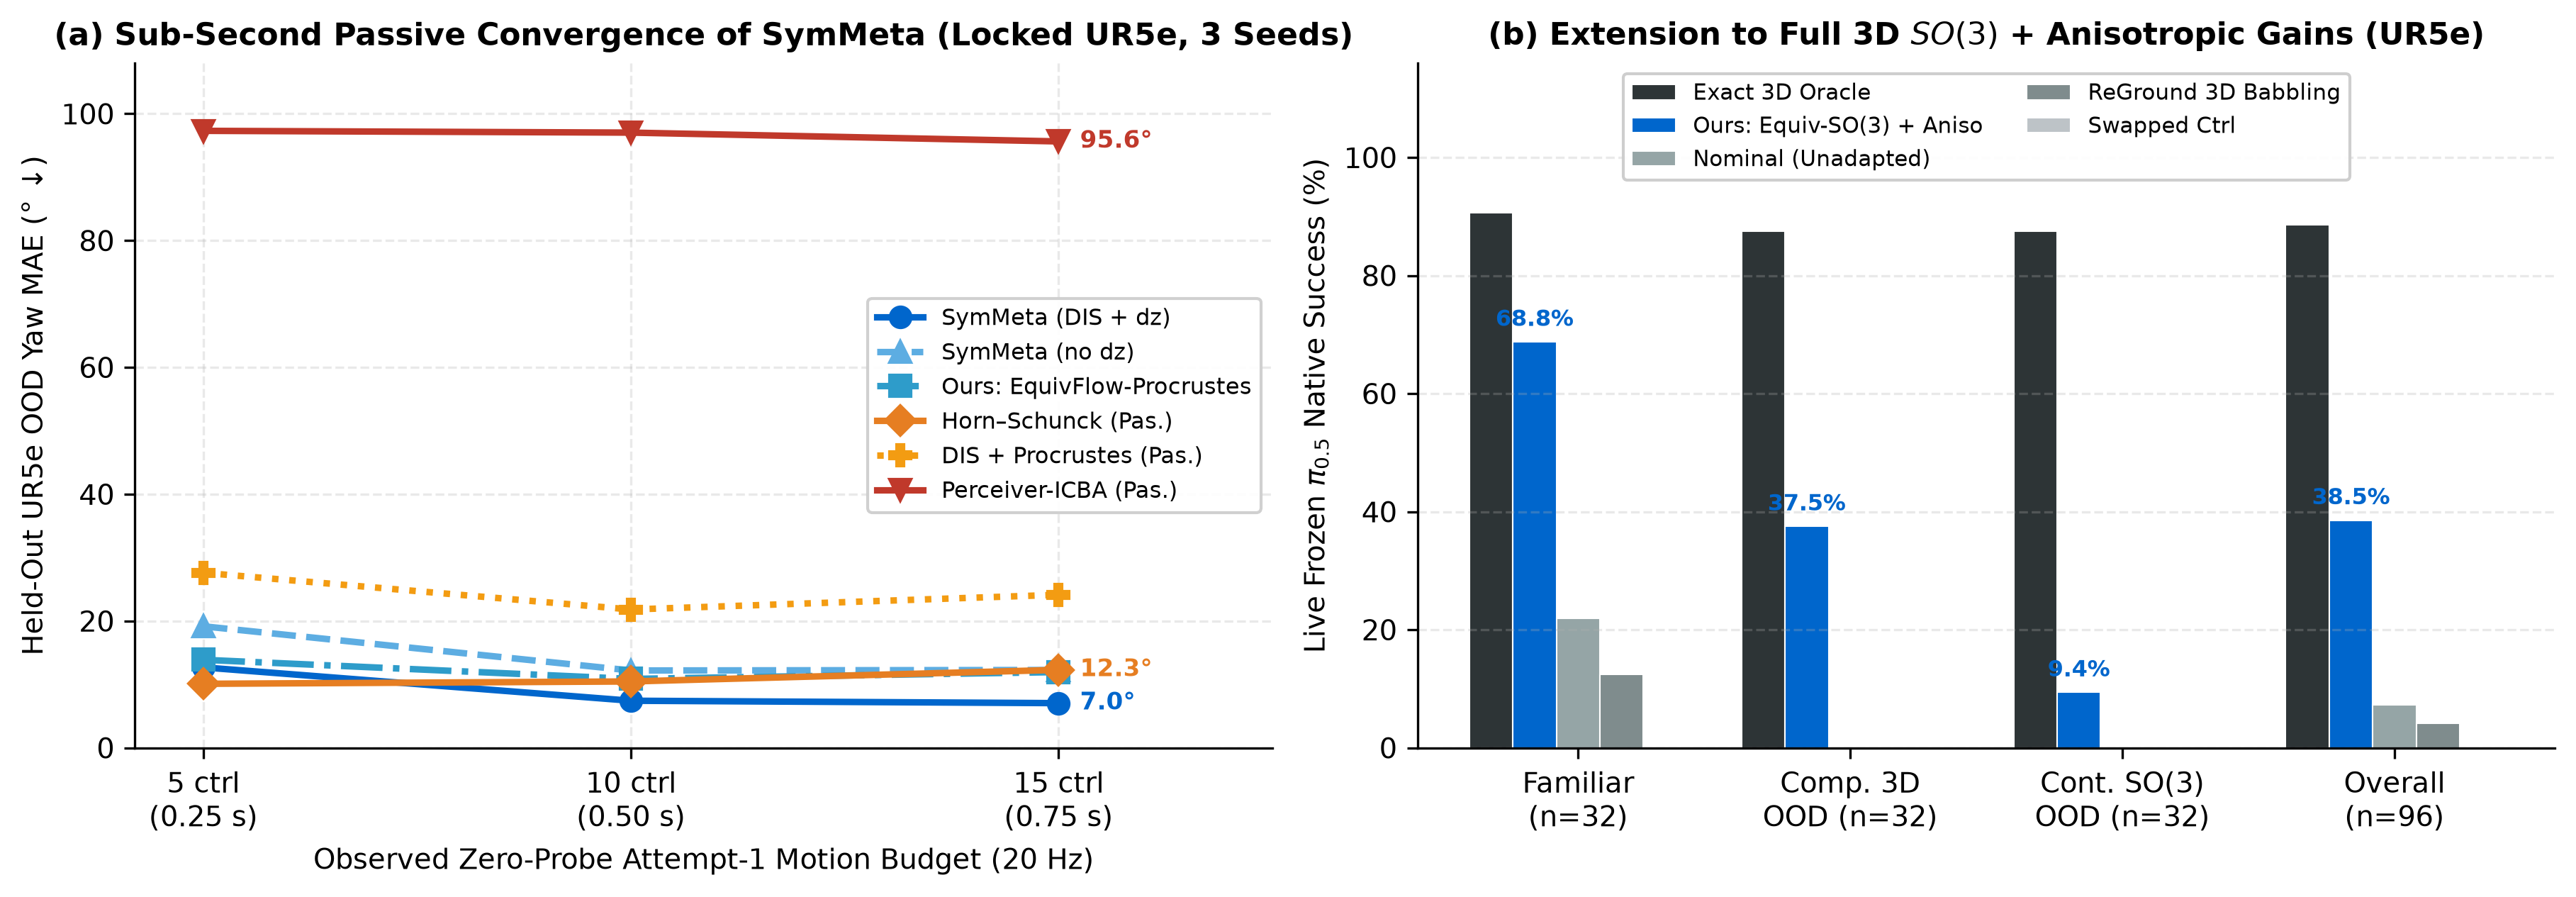 (a) Sub-Second Passive Convergence of SymMeta (Locked UR5e, 3 Seeds)
Held-Out UR5e OOD Yaw MAE (° ↓)
100
80
60
40
20
0
95.6°
12.3°
7.0°
SymMeta (DIS + dz)
SymMeta (no dz)
Ours: EquivFlow-Procrustes
Horn–Schunck (Pas.)
DIS + Procrustes (Pas.)
Perceiver-ICBA (Pas.)
5 ctrl
(0.25 s)
10 ctrl
(0.50 s)
15 ctrl
(0.75 s)
Observed Zero-Probe Attempt-1 Motion Budget (20 Hz)
(b) Extension to Full 3D SO(3) + Anisotropic Gains (UR5e)
Live Frozen π0.5 Native Success (%)
100
80
60
40
20
0
Exact 3D Oracle
Ours: Equiv-SO(3) + Aniso
Nominal (Unadapted)
ReGround 3D Babbling
Swapped Ctrl
68.8%
37.5%
9.4%
38.5%
Familiar
(n=32)
Comp. 3D
OOD (n=32)
Cont. SO(3)
OOD (n=32)
Overall
(n=96)